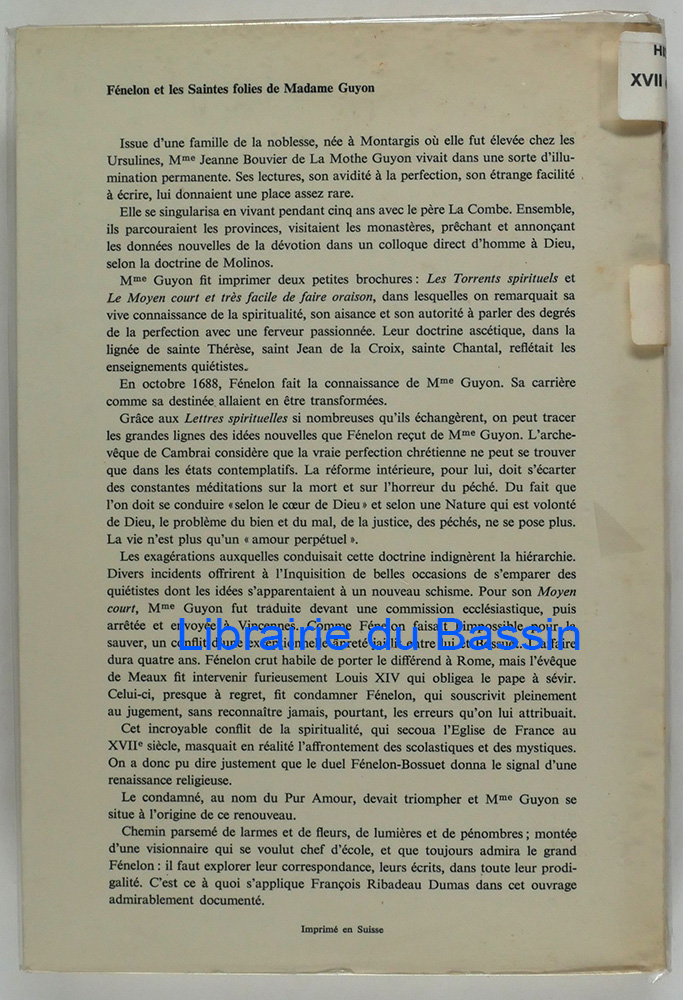 HI
XVII
Fénelon et les Saintes folies de Madame Guyon
Issue d'une famille de la noblesse, née à Montargis où elle fut élevée chez les
Ursulines, Mme Jeanne Bouvier de La Mothe Guyon vivait dans une sorte d'illu-
mination permanente. Ses lectures, son avidité à la perfection, son étrange facilité
à écrire, lui donnaient une place assez rare.
Elle se singularisa en vivant pendant cinq ans avec le père La Combe. Ensemble,
ils parcouraient les provinces, visitaient les monastères, prêchant et annonçant
les données nouvelles de la dévotion dans un colloque direct d'homme à Dieu,
selon la doctrine de Molinos.
Mme Guyon fit imprimer deux petites brochures : Les Torrents spirituels et
Le Moyen court et très facile de faire oraison, dans lesquelles on remarquait sa
vive connaissance de la spiritualité, son aisance et son autorité à parler des degrés
de la perfection avec une ferveur passionnée. Leur doctrine ascétique, dans la
lignée de sainte Thérèse, saint Jean de la Croix, sainte Chantal, reflétait les
enseignements quiétistes.
En octobre 1688, Fénelon fait la connaissance de Mme Guyon. Sa carrière
comme sa destinée allaient en être transformées.
Grâce aux Lettres spirituelles si nombreuses qu'ils échangèrent, on peut tracer
les grandes lignes des idées nouvelles que Fénelon reçut de Mme Guyon. L'arche-
vêque de Cambrai considère que la vraie perfection chrétienne ne peut se trouver
que dans les états contemplatifs. La réforme intérieure, pour lui, doit s'écarter
des constantes méditations sur la mort et sur l'horreur du péché. Du fait que
l'on doit se conduire «selon le cœur de Dieu» et selon une Nature qui est volonté
de Dieu, le problème du bien et du mal, de la justice, des péchés, ne se pose plus.
La vie n'est plus qu'un « amour perpétuel ».
Les exagérations auxquelles conduisait cette doctrine indignèrent la hiérarchie.
Divers incidents offrirent à l'Inquisition de belles occasions de s'emparer des
quiétistes dont les idées s'apparentaient à un nouveau schisme. Pour son Moyen
court, Mme Guyon fut traduite devant une commission ecclésiastique, puis
arrêtée et envoyée à Vincennes. Comme Fénelon faisait l'impossible pour la
sauver, un conflit d'une exceptionnelle âpreté jaillit entre lui et Bossuet. L'affaire
Librairie du Bassin
dura quatre ans. Fénelon crut habile de porter le différend à Rome, mais l'évêque
de Meaux fit intervenir furieusement Louis XIV qui obligea le pape à sévir.
Celui-ci, presque à regret, fit condamner Fénelon, qui souscrivit pleinement
au jugement, sans reconnaître jamais, pourtant, les erreurs qu'on lui attribuait.
Cet incroyable conflit de la spiritualité, qui secoua l'Eglise de France au
XVIIe siècle, masquait en réalité l'affrontement des scolastiques et des mystiques.
On a donc pu dire justement que le duel Fénelon-Bossuet donna le signal d'une
renaissance religieuse.
Le condamné, au nom du Pur Amour, devait triompher et Mme Guyon se
situe à l'origine de ce renouveau.
Chemin parsemé de larmes et de fleurs, de lumières et de pénombres ; montée
d'une visionnaire qui se voulut chef d'école, et que toujours admira le grand
Fénelon : il faut explorer leur correspondance, leurs écrits, dans toute leur prodi-
galité. C'est ce à quoi s'applique François Ribadeau Dumas dans cet ouvrage
admirablement documenté.
Imprimé en Suisse